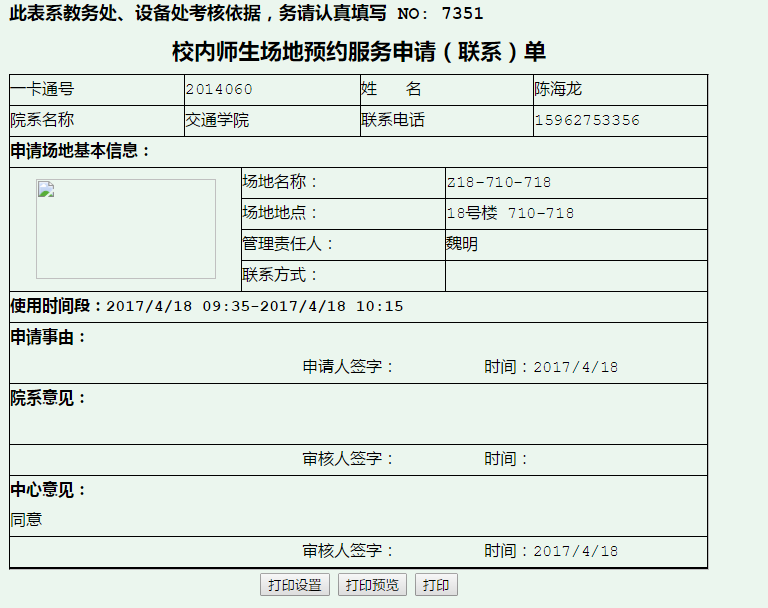 此表系教务处、设备处考核依据，务请认真填写 NO: 7351
校内师生场地预约服务申请（联系）单
一卡通号 2014060 姓 名 陈海龙
院系名称 交通学院 联系电话 15962753356
申请场地基本信息：
场地名称： Z18-710-718
场地地点： 18号楼 710-718
管理责任人： 魏明
联系方式：
使用时间段：2017/4/18 09:35-2017/4/18 10:15
申请事由：
申请人签字： 时间：2017/4/18
院系意见：
审核人签字： 时间：
中心意见：
同意
审核人签字： 时间：2017/4/18
打印设置 打印预览 打印